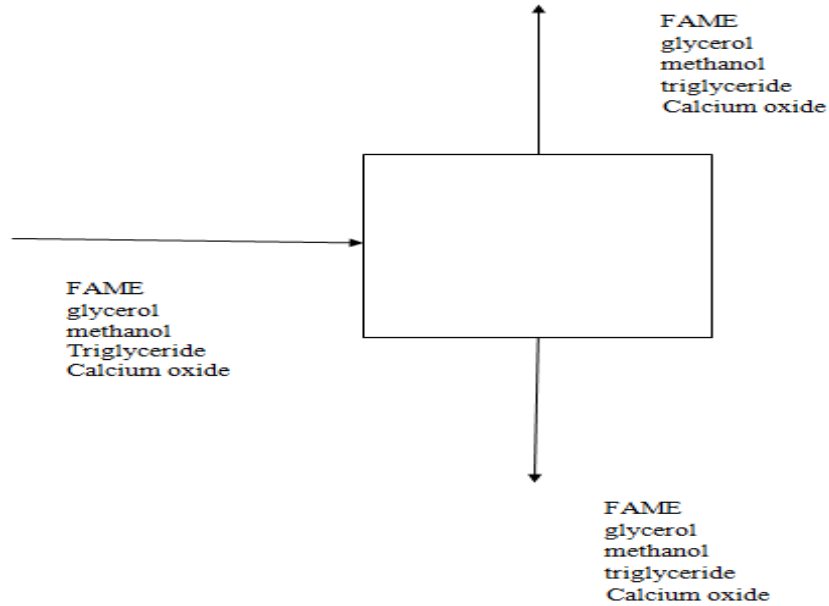 FAME
glycerol
methanol
triglyceride
Calcium oxide
FAME
glycerol
methanol
Triglyceride
Calcium oxide
FAME
glycerol
methanol
triglyceride
Calcium oxide